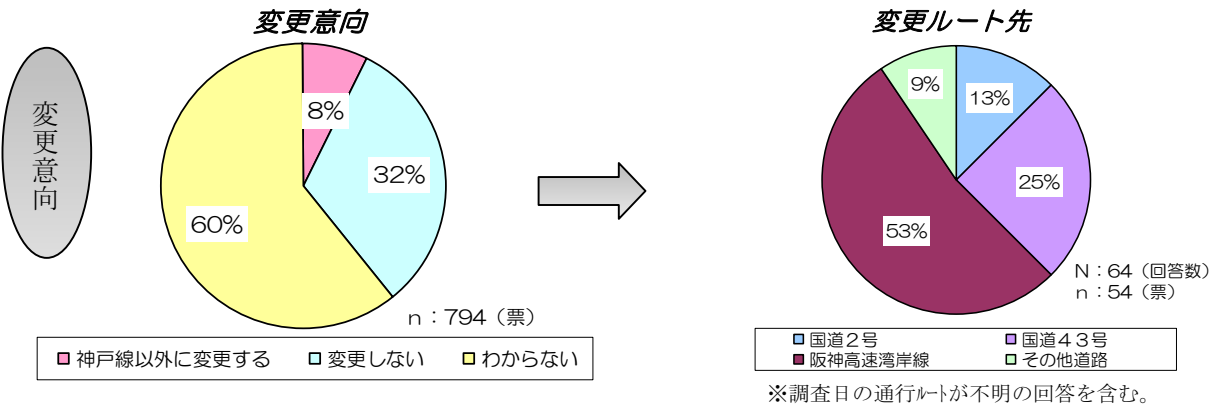 変更意向
変更意向
8%
32%
60%
n：794（票）
神戸線以外に変更する 変更しない わからない
変更ルート先
9%
13%
25%
53%
N：64（回答数）
n：54（票）
国道２号 国道４３号
阪神高速湾岸線 その他道路
※調査日の通行ﾙｰﾄが不明の回答を含む。